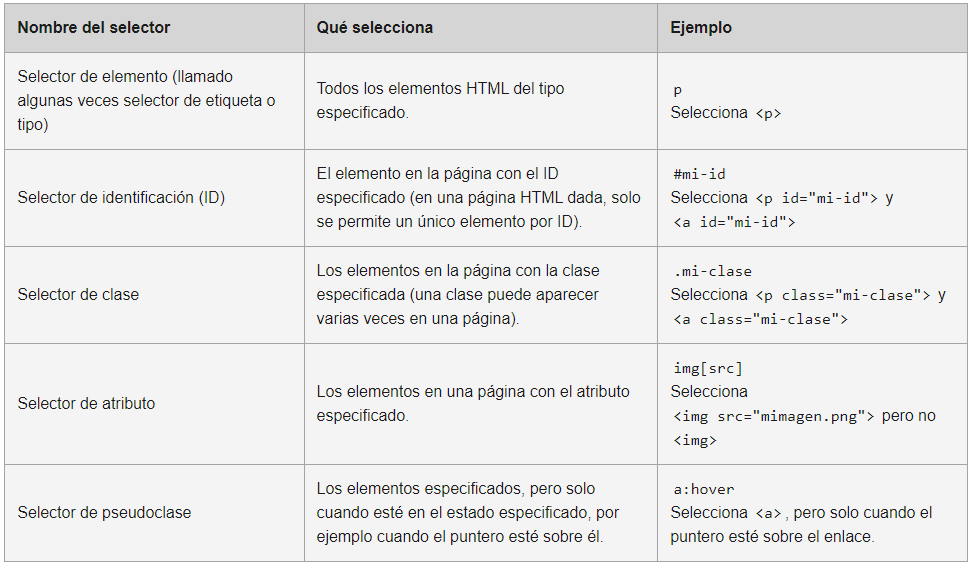 Nombre del selector
Qué selecciona
Ejemplo
Selector de elemento (llamado
algunas veces selector de etiqueta o
tipo)
Todos los elementos HTML del tipo
especificado.
p
Selecciona <p>
Selector de identificación (ID)
El elemento en la página con el ID
especificado (en una página HTML dada, solo
se permite un único elemento por ID).
#mi-id
Selecciona <p id="mi-id"> y
<a id="mi-id">
Selector de clase
Los elementos en la página con la clase
especificada (una clase puede aparecer
varias veces en una página).
.mi-clase
Selecciona <p class="mi-clase"> y
<a class="mi-clase">
Selector de atributo
Los elementos en una página con el atributo
especificado.
img[src]
Selecciona
<img src="mimagen.png"> pero no
<img>
Selector de pseudoclase
Los elementos especificados, pero solo
cuando esté en el estado especificado, por
ejemplo cuando el puntero esté sobre él.
a:hover
Selecciona <a>, pero solo cuando el
puntero esté sobre el enlace.